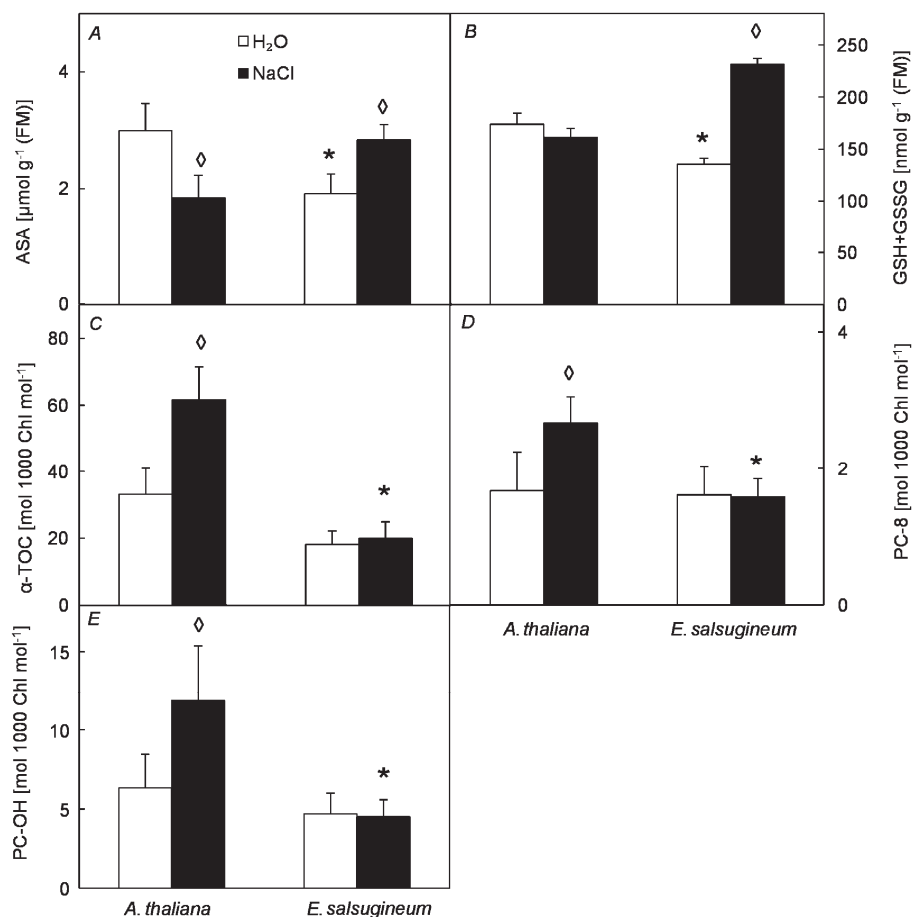 A
H₂O
NaCl
◊
*
◊
4
2
0
ASA [µmol g⁻¹ (FM)]
B
*
◊
250
200
150
100
50
0
GSH+GSSG [nmol g⁻¹ (FM)]
C
◊
*
80
60
40
20
0
α-TOC [mol 1000 Chl mol⁻¹]
D
◊
*
4
2
0
PC-8 [mol 1000 Chl mol⁻¹]
A. thaliana
E. salsugineum
E
◊
*
15
10
5
0
PC-OH [mol 1000 Chl mol⁻¹]
A. thaliana
E. salsugineum